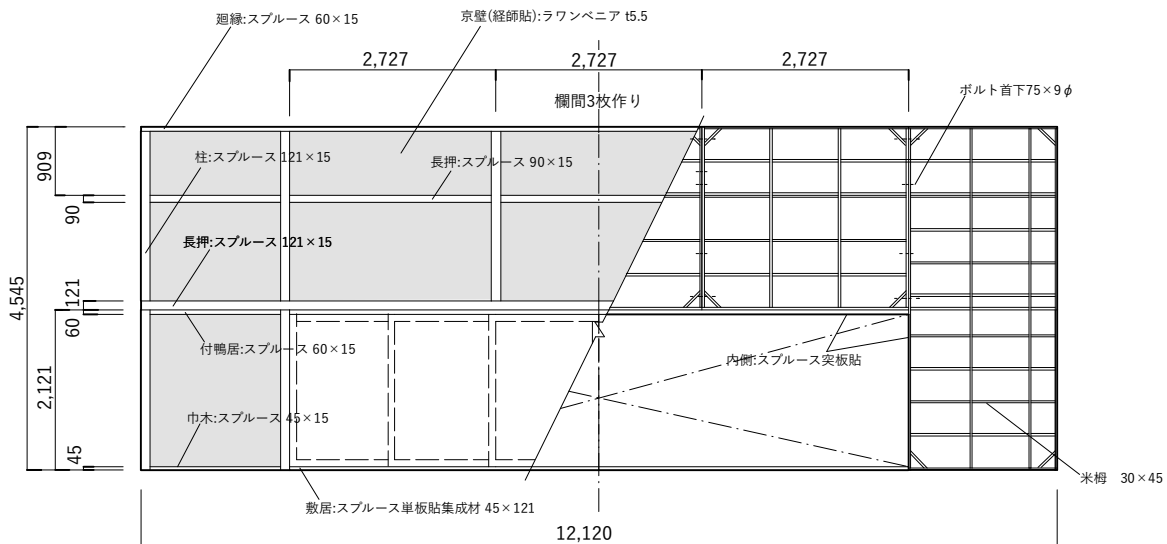 廻縁:スプルース 60×15
京壁(経師貼):ラワンベニア t5.5
2,727
2,727
2,727
欄間3枚作り
ボルト首下75×9φ
柱:スプルース 121×15
長押:スプルース 90×15
909
90
長押:スプルース 121×15
4,545
121
60
付鴨居:スプルース 60×15
内側:スプルース突板貼
2,121
巾木:スプルース 45×15
45
米栂 30×45
敷居:スプルース単板貼集成材 45×121
12,120